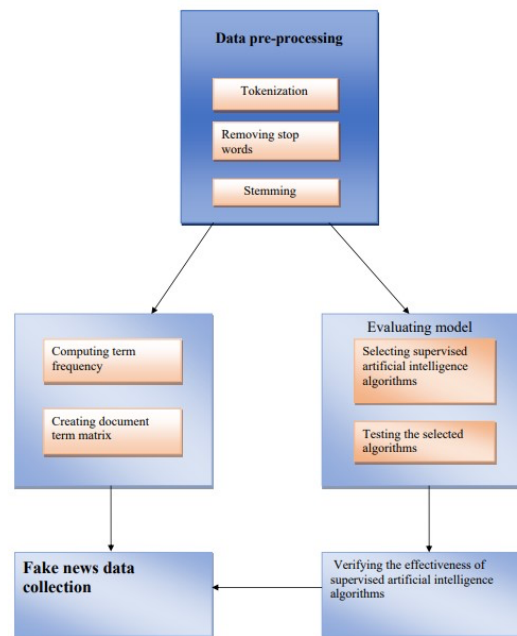 Data pre-processing
Tokenization
Removing stop
words
Stemming
Computing term
frequency
Creating document
term matrix
Evaluating model
Selecting supervised
artificial intelligence
algorithms
Testing the selected
algorithms
Fake news data
collection
Verifying the effectiveness of
supervised artificial intelligence
algorithms